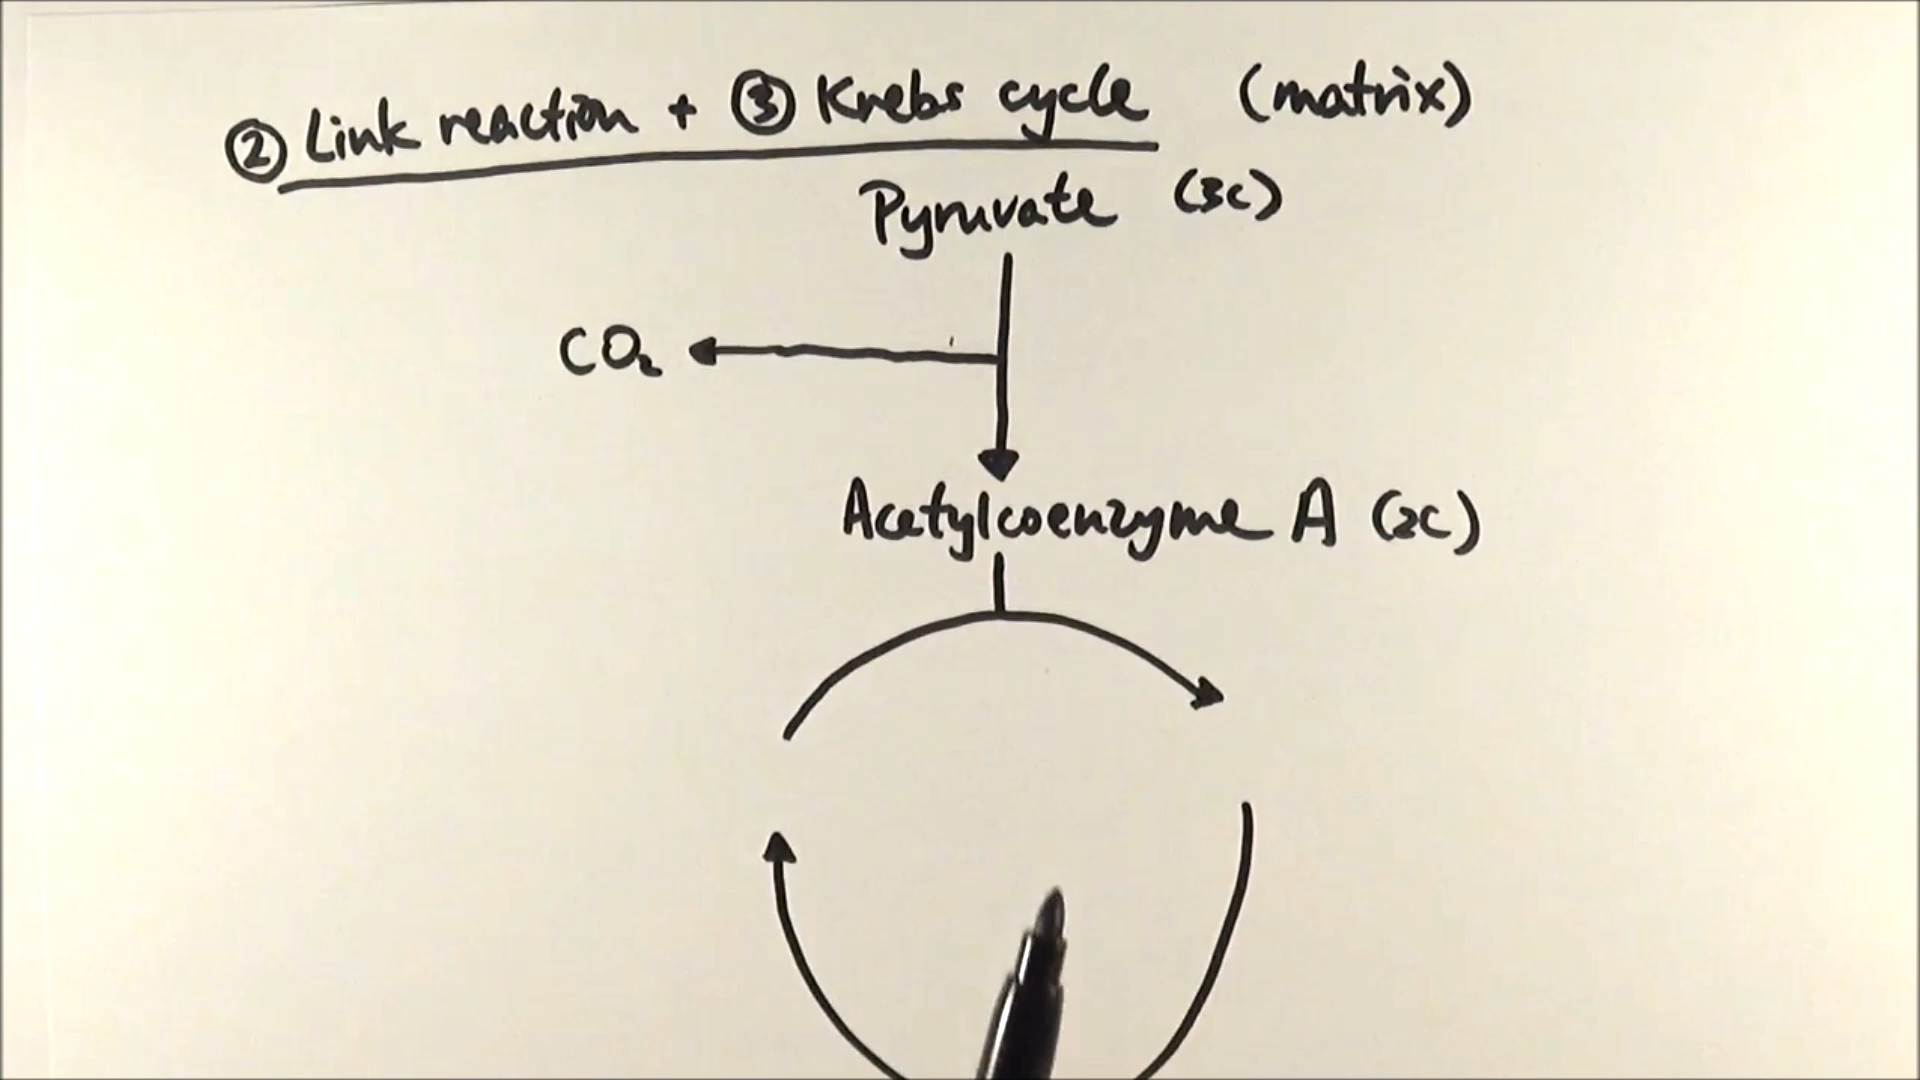 ② Link reaction + ③ Krebs cycle (matrix)
Pyruvate (3C)
CO₂
Acetylcoenzyme A (2C)